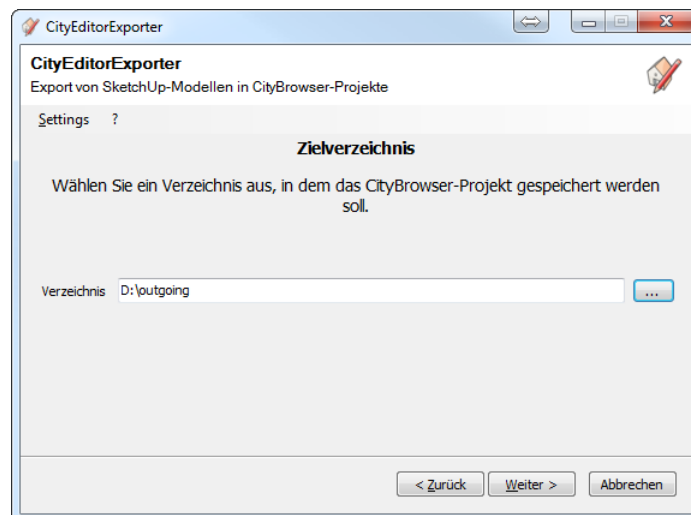 CityEditorExporter
CityEditorExporter
Export von SketchUp-Modellen in CityBrowser-Projekte
Settings ?
Zielverzeichnis
Wählen Sie ein Verzeichnis aus, in dem das CityBrowser-Projekt gespeichert werden
soll.
Verzeichnis D:\outgoing ...
< Zurück Weiter > Abbrechen